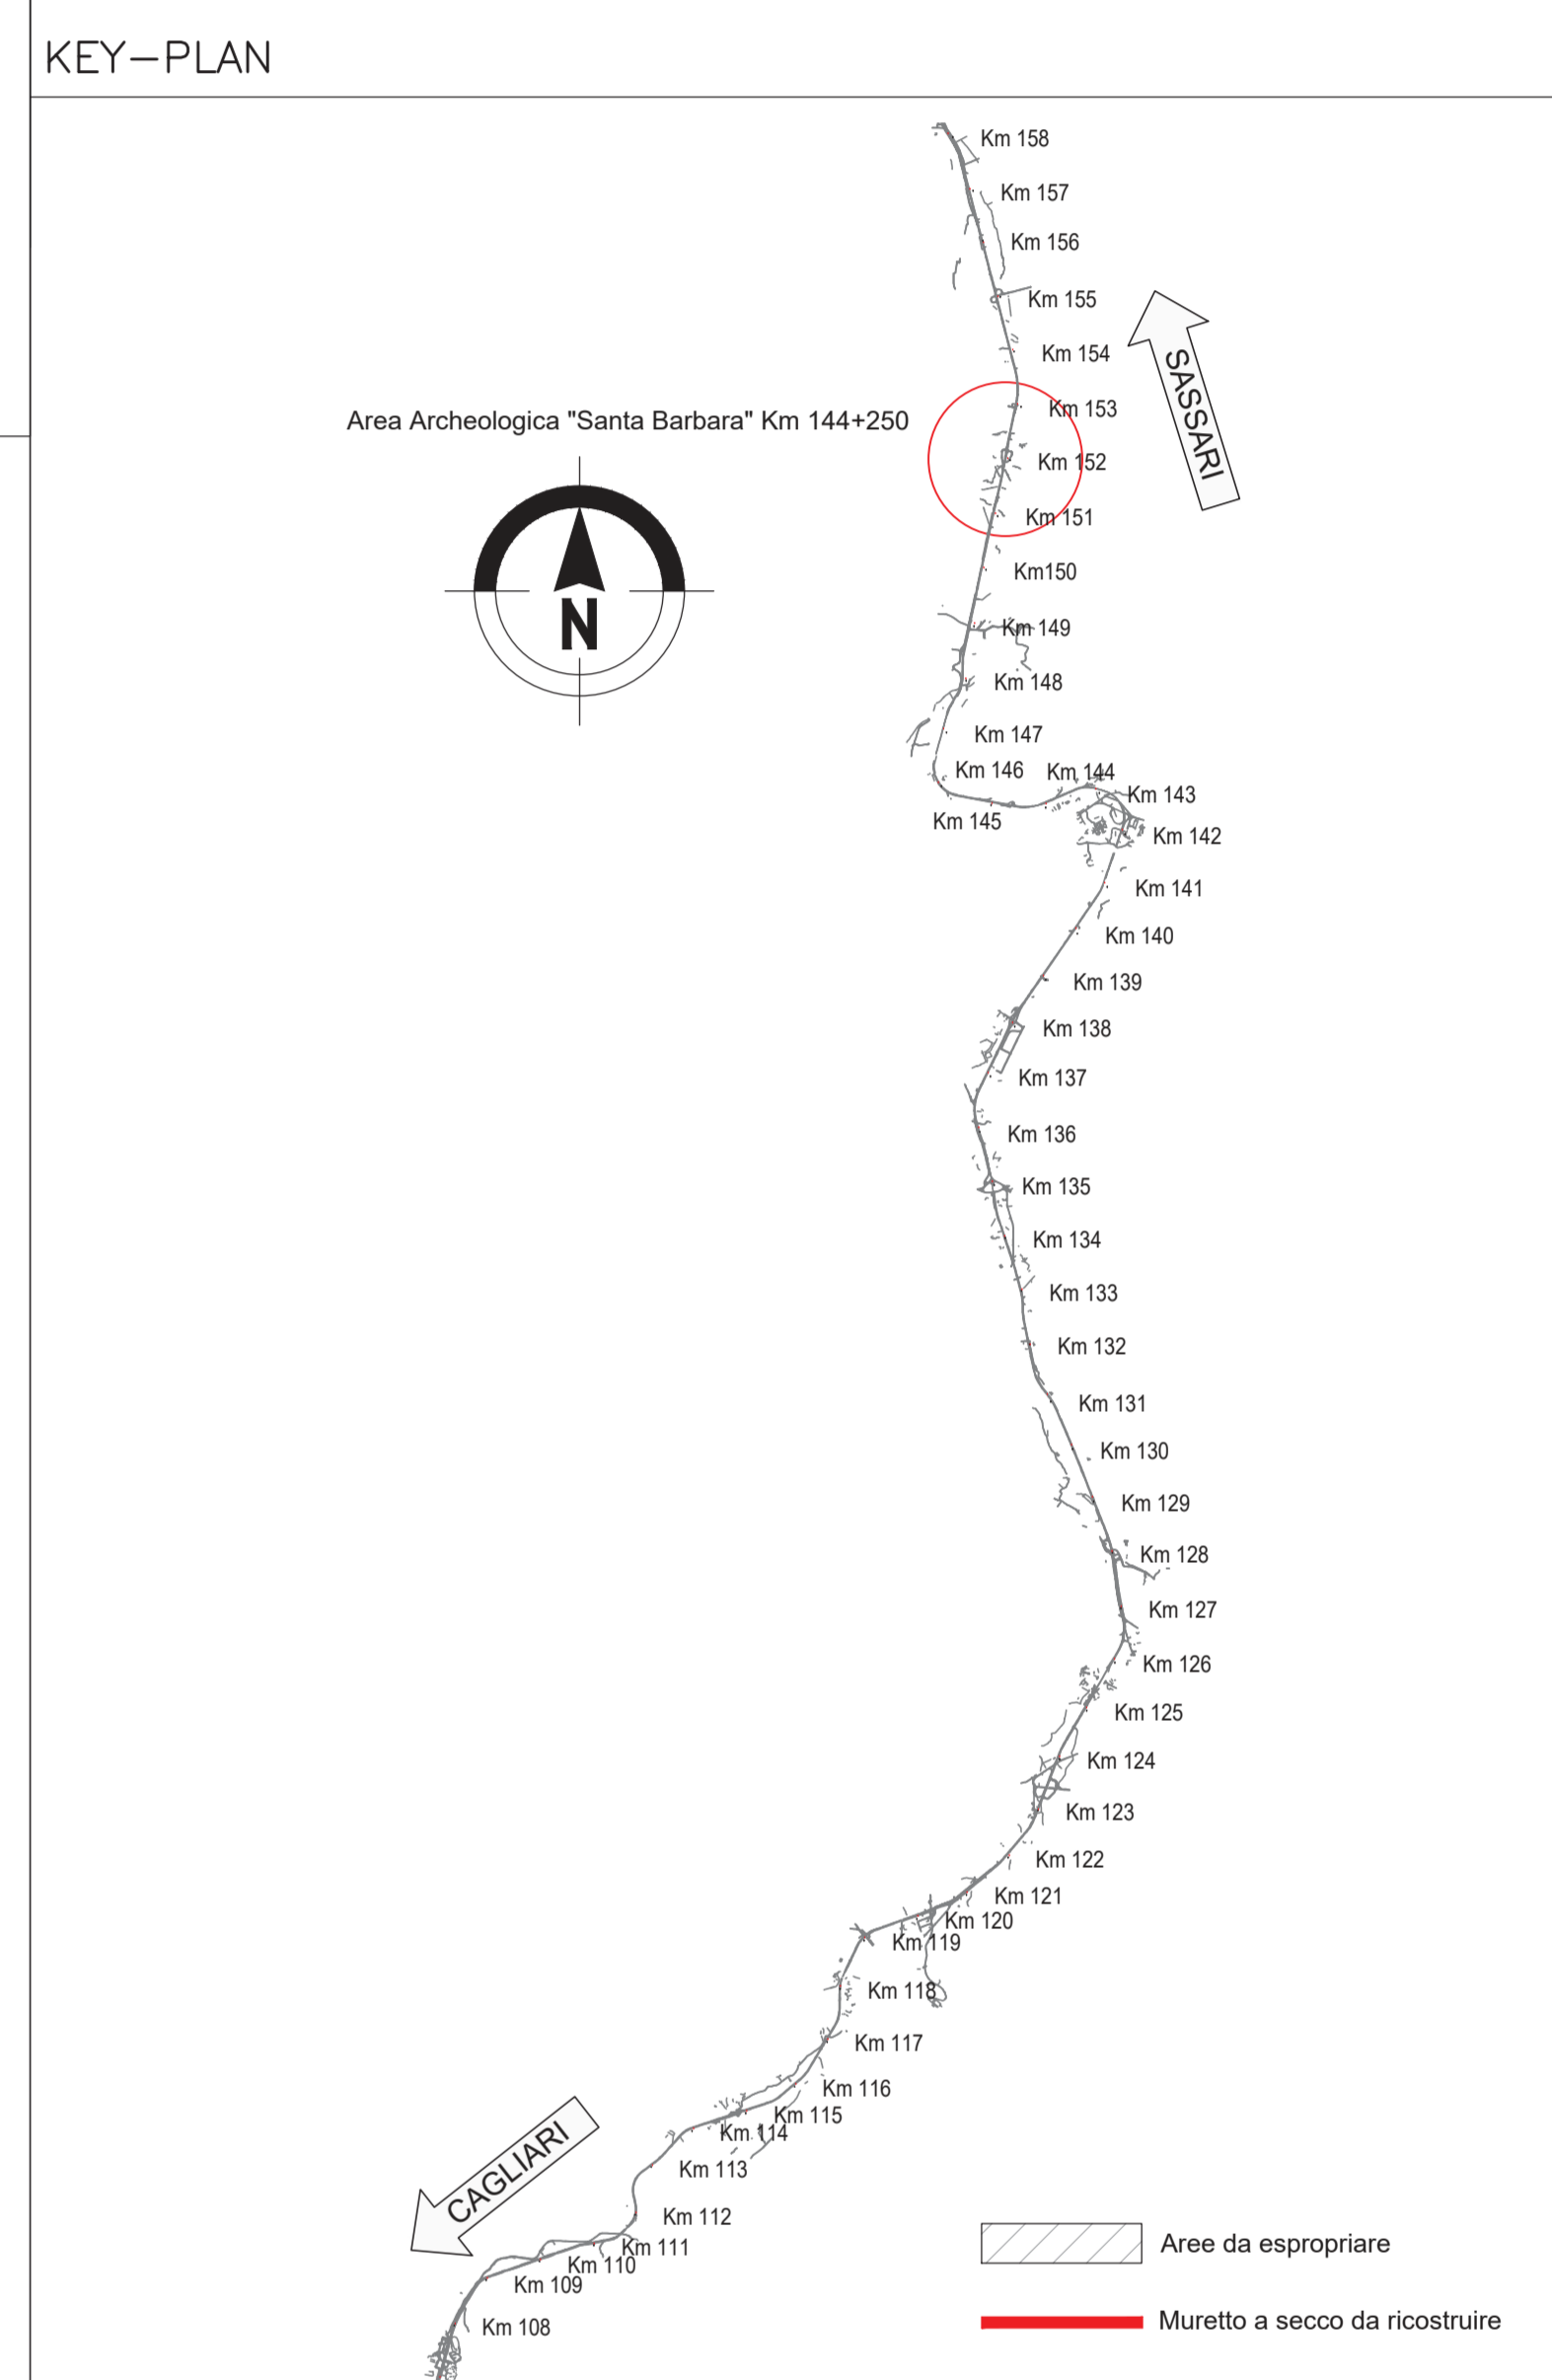 KEY–PLAN
Km 158
Km 157
Km 156
Km 155
Km 154
SASSARI
Km 153
Area Archeologica "Santa Barbara" Km 144+250
Km 152
Km 151
Km150
N
Km 149
Km 148
Km 147
Km 146
Km 144
Km 143
Km 145
Km 142
Km 141
Km 140
Km 139
Km 138
Km 137
Km 136
Km 135
Km 134
Km 133
Km 132
Km 131
Km 130
Km 129
Km 128
Km 127
Km 126
Km 125
Km 124
Km 123
Km 122
Km 121
Km 120
Km 119
Km 118
Km 117
Km 116
Km 115
Km 114
Km 113
CAGLIARI
Km 112
Km 111
Km 110
Km 109
Km 108
Aree da espropriare
Muretto a secco da ricostruire